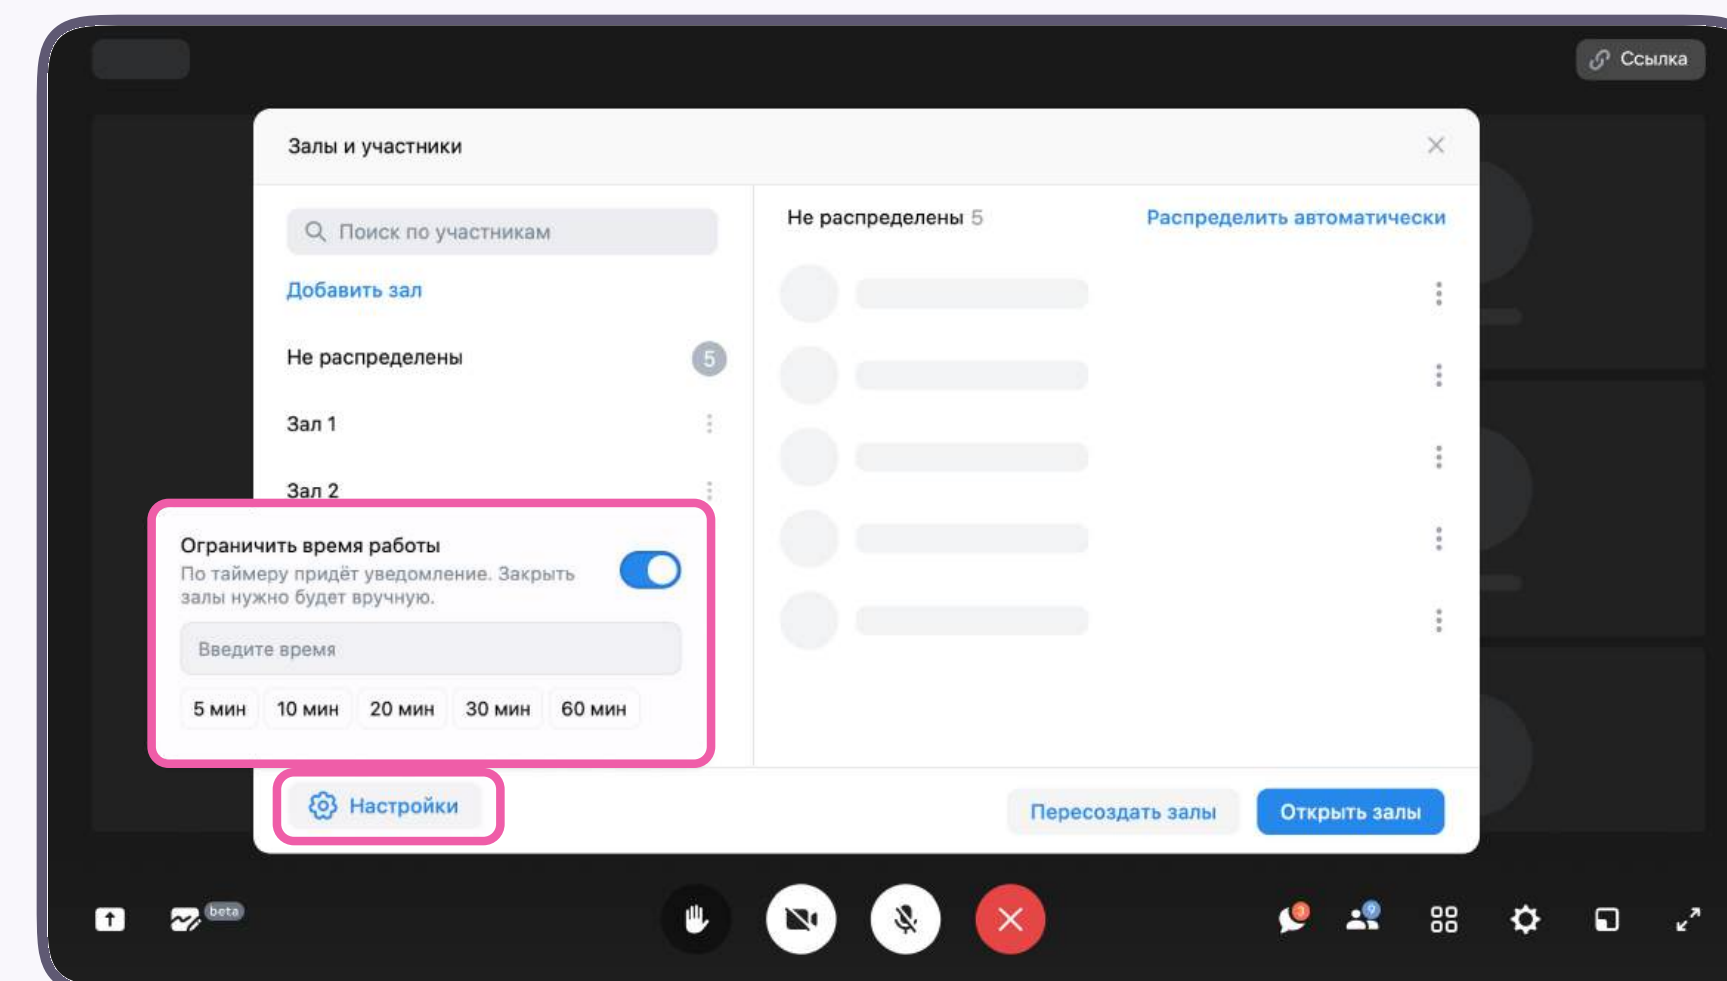 Ссылка
Залы и участники
Поиск по участникам
Добавить зал
Не распределены 5
Зал 1
Зал 2
Не распределены 5
Распределить автоматически
Ограничить время работы
По таймеру придёт уведомление. Закрыть
залы нужно будет вручную.
Введите время
5 мин 10 мин 20 мин 30 мин 60 мин
Настройки
Пересоздать залы
Открыть залы
beta
3
9